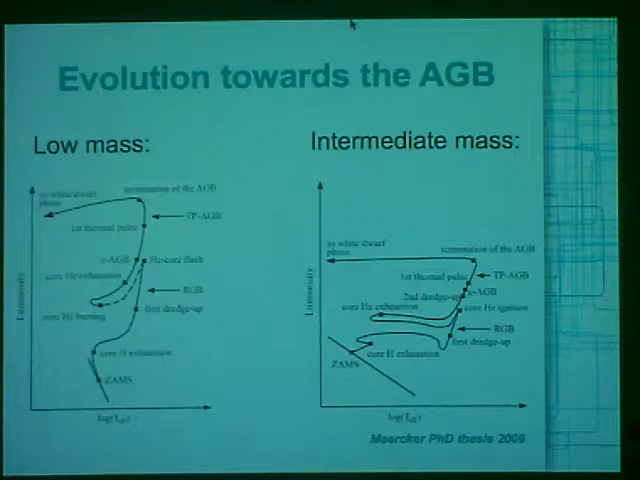 Evolution towards the AGB
Low mass:
Intermediate mass:
to white dwarf
phase
termination of the AGB
TP-AGB
1st thermal pulse
e-AGB
He-core flash
core He exhaustion
RGB
core He burning
first dredge-up
core H exhaustion
ZAMS
Luminosity
log(Teff)
to white dwarf
phase
termination of the AGB
1st thermal pulse
TP-AGB
2nd dredge-up
e-AGB
core He exhaustion
core He ignition
RGB
first dredge-up
core H exhaustion
ZAMS
Luminosity
log(Teff)
Maercker PhD thesis 2009